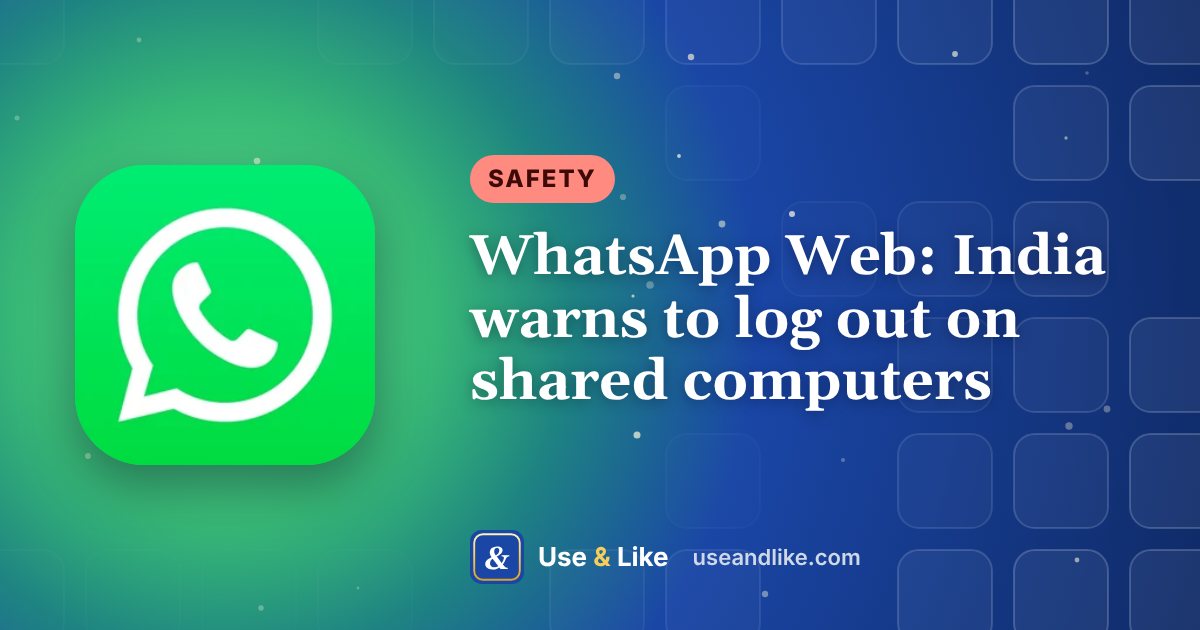 SAFETY
WhatsApp Web: India
warns to log out on
shared computers
& Use & Like useandlike.com